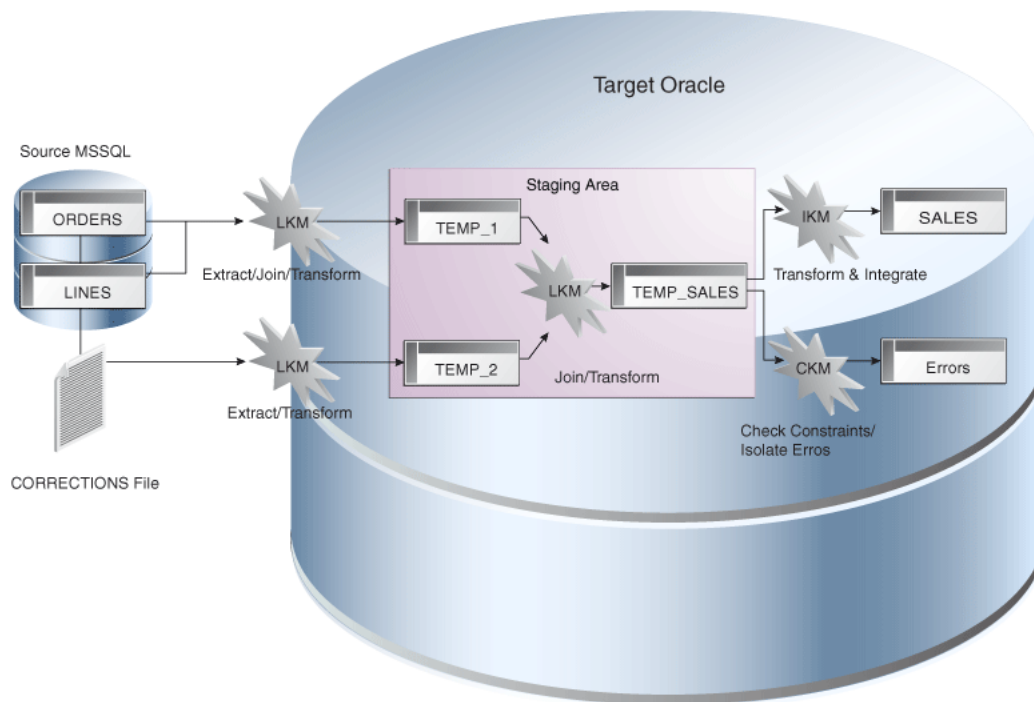 Target Oracle
Source MSSQL
ORDERS
LINES
CORRECTIONS File
LKM
Extract/Join/Transform
LKM
Extract/Transform
Staging Area
TEMP_1
TEMP_2
LKM
Join/Transform
TEMP_SALES
IKM
Transform & Integrate
SALES
CKM
Check Constraints/
Isolate Erros
Errors